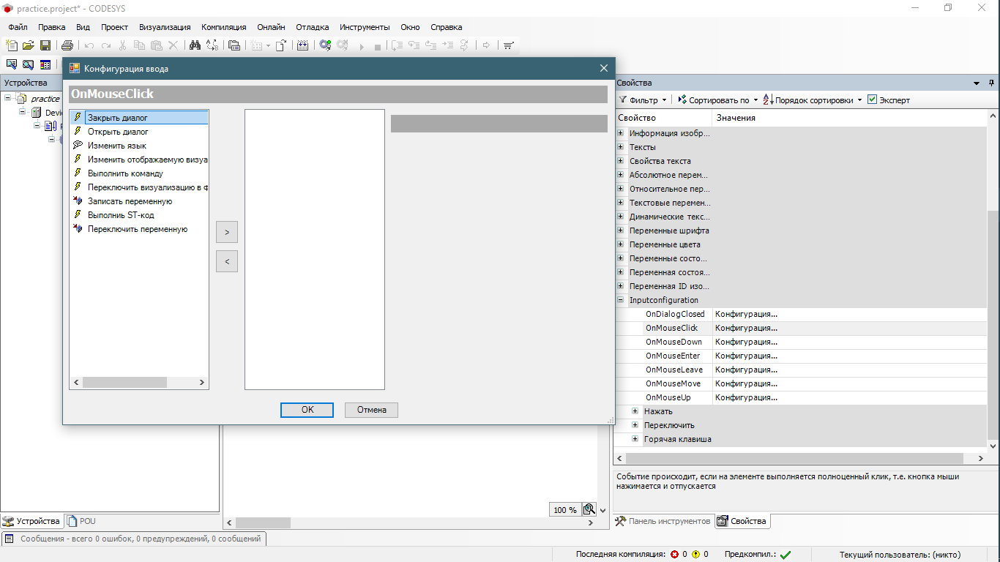 practice.project* - CODESYS
Файл Правка Вид Проект Визуализация Компиляция Онлайн Отладка Инструменты Окно Справка
Устройства
practice
Devi
Конфигурация ввода
OnMouseClick
Закрыть диалог
Открыть диалог
Изменить язык
Изменить отображаемую визуа
Выполнить команду
Переключить визуализацию в ф
Записать переменную
Выполниь ST-код
Переключить переменную
>
<
OK Отмена
Свойства
Фильтр Сортировать по Порядок сортировки Эксперт
Свойство Значения
Информация изобр...
Тексты
Свойства текста
Абсолютное перем...
Относительное пер...
Текстовые перемен...
Динамические текс...
Переменные шрифта
Переменные цвета
Переменные состо...
Переменная состоя...
Переменная ID изо...
Inputconfiguration
OnDialogClosed Конфигурация...
OnMouseClick Конфигурация...
OnMouseDown Конфигурация...
OnMouseEnter Конфигурация...
OnMouseLeave Конфигурация...
OnMouseMove Конфигурация...
OnMouseUp Конфигурация...
Нажать
Переключить
Горячая клавиша
Событие происходит, если на элементе выполняется полноценный клик, т.е. кнопка мыши
нажимается и отпускается
100 %
Устройства POU
Панель инструментов Свойства
Сообщения - всего 0 ошибок, 0 предупреждений, 0 сообщений
Последняя компиляция: 0 0 Предкомпил.: Текущий пользователь: (никто)